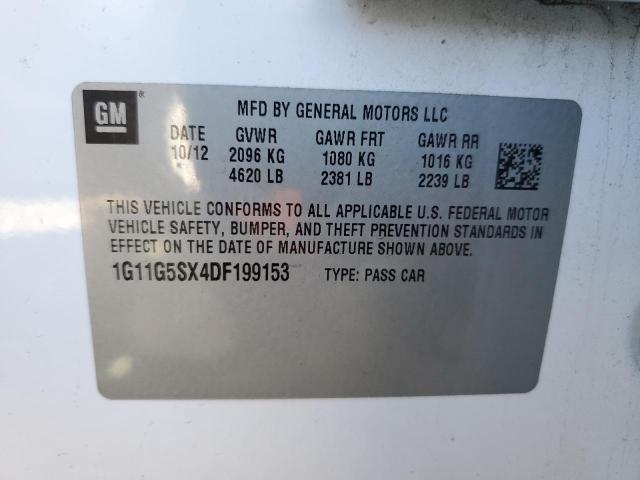 GM®
MFD BY GENERAL MOTORS LLC
DATE GVWR GAWR FRT GAWR RR
10/12 2096 KG 1080 KG 1016 KG
4620 LB 2381 LB 2239 LB
THIS VEHICLE CONFORMS TO ALL APPLICABLE U.S. FEDERAL MOTOR
VEHICLE SAFETY, BUMPER, AND THEFT PREVENTION STANDARDS IN
EFFECT ON THE DATE OF MANUFACTURE SHOWN ABOVE.
1G11G5SX4DF199153 TYPE: PASS CAR